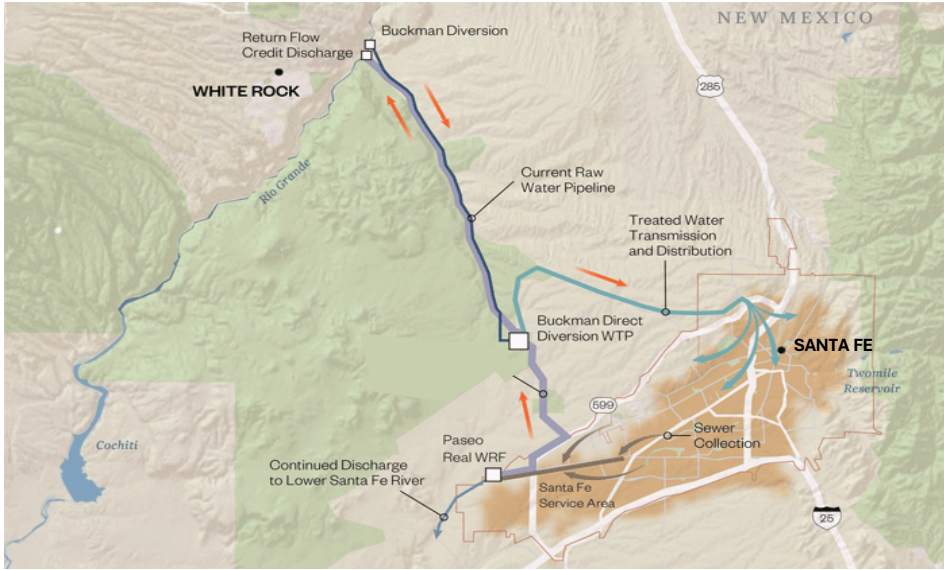 NEW MEXICO
Return Flow
Credit Discharge
Buckman Diversion
WHITE ROCK
285
Rio Grande
Current Raw
Water Pipeline
Treated Water
Transmission
and Distribution
Buckman Direct
Diversion WTP
SANTA FE
Twomile
Reservoir
599
Cochiti
Paseo
Real WRF
Sewer
Collection
Continued Discharge
to Lower Santa Fe River
Santa Fe
Service Area
25